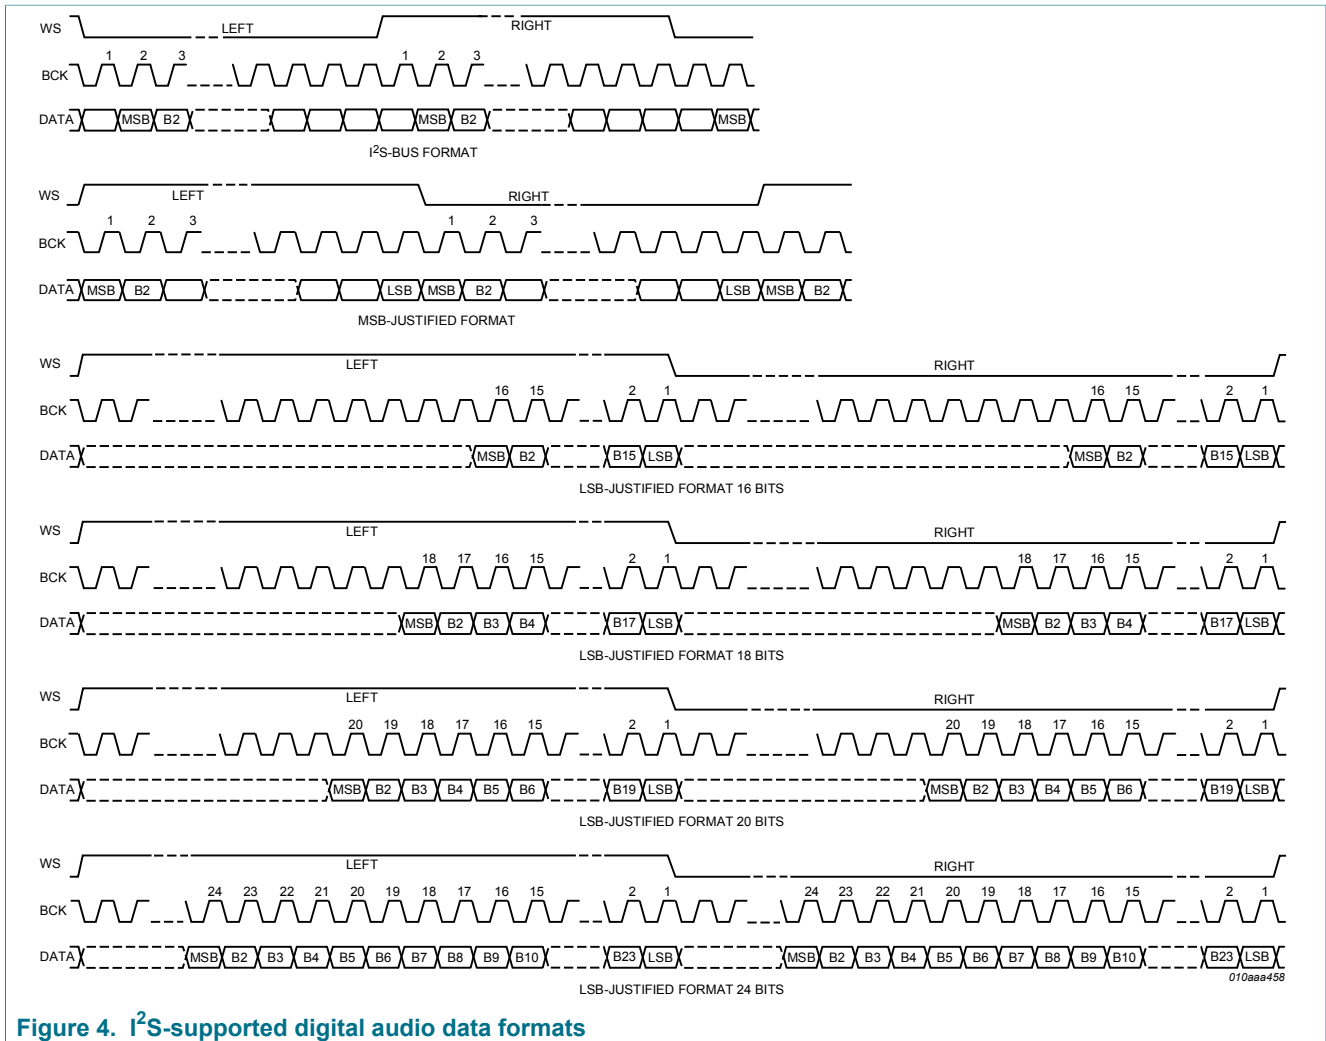 WS LEFT RIGHT
1 2 3 1 2 3
BCK
DATA MSB B2 MSB B2 MSB
I2S-BUS FORMAT
WS LEFT RIGHT
1 2 3 1 2 3
BCK
DATA MSB B2 LSB MSB B2 LSB MSB B2
MSB-JUSTIFIED FORMAT
WS LEFT RIGHT
16 15 2 1 16 15 2 1
BCK
DATA MSB B2 B15 LSB MSB B2 B15 LSB
LSB-JUSTIFIED FORMAT 16 BITS
WS LEFT RIGHT
18 17 16 15 2 1 18 17 16 15 2 1
BCK
DATA MSB B2 B3 B4 B17 LSB MSB B2 B3 B4 B17 LSB
LSB-JUSTIFIED FORMAT 18 BITS
WS LEFT RIGHT
20 19 18 17 16 15 2 1 20 19 18 17 16 15 2 1
BCK
DATA MSB B2 B3 B4 B5 B6 B19 LSB MSB B2 B3 B4 B5 B6 B19 LSB
LSB-JUSTIFIED FORMAT 20 BITS
WS LEFT RIGHT
24 23 22 21 20 19 18 17 16 15 2 1 24 23 22 21 20 19 18 17 16 15 2 1
BCK
DATA MSB B2 B3 B4 B5 B6 B7 B8 B9 B10 B23 LSB MSB B2 B3 B4 B5 B6 B7 B8 B9 B10 B23 LSB
010aaa458
LSB-JUSTIFIED FORMAT 24 BITS
Figure 4. I2S-supported digital audio data formats